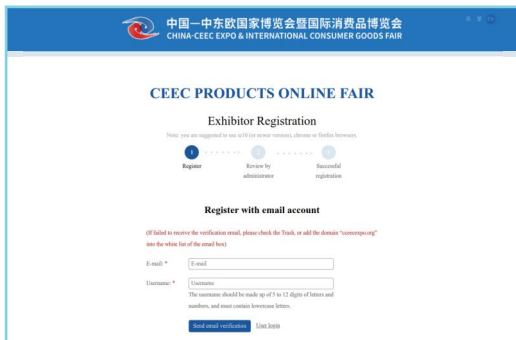 中国—中东欧国家博览会暨国际消费品博览会
CHINA-CEEC EXPO & INTERNATIONAL CONSUMER GOODS FAIR
CEEC PRODUCTS ONLINE FAIR
Exhibitor Registration
Note: you are suggested to use ie10 (or newer version), chrome or firefox browsers.
1 2 3
Register Review by administrator Successful registration
Register with email account
(If failed to receive the verification email, please check the Trash, or add the domain "cceecexpo.org"
into the white list of the email box)
E-mail: * E-mail
Username: * Username
The username should be made up of 5 to 12 digits of letters and
numbers, and must contain lowercase letters.
Send email verification User login